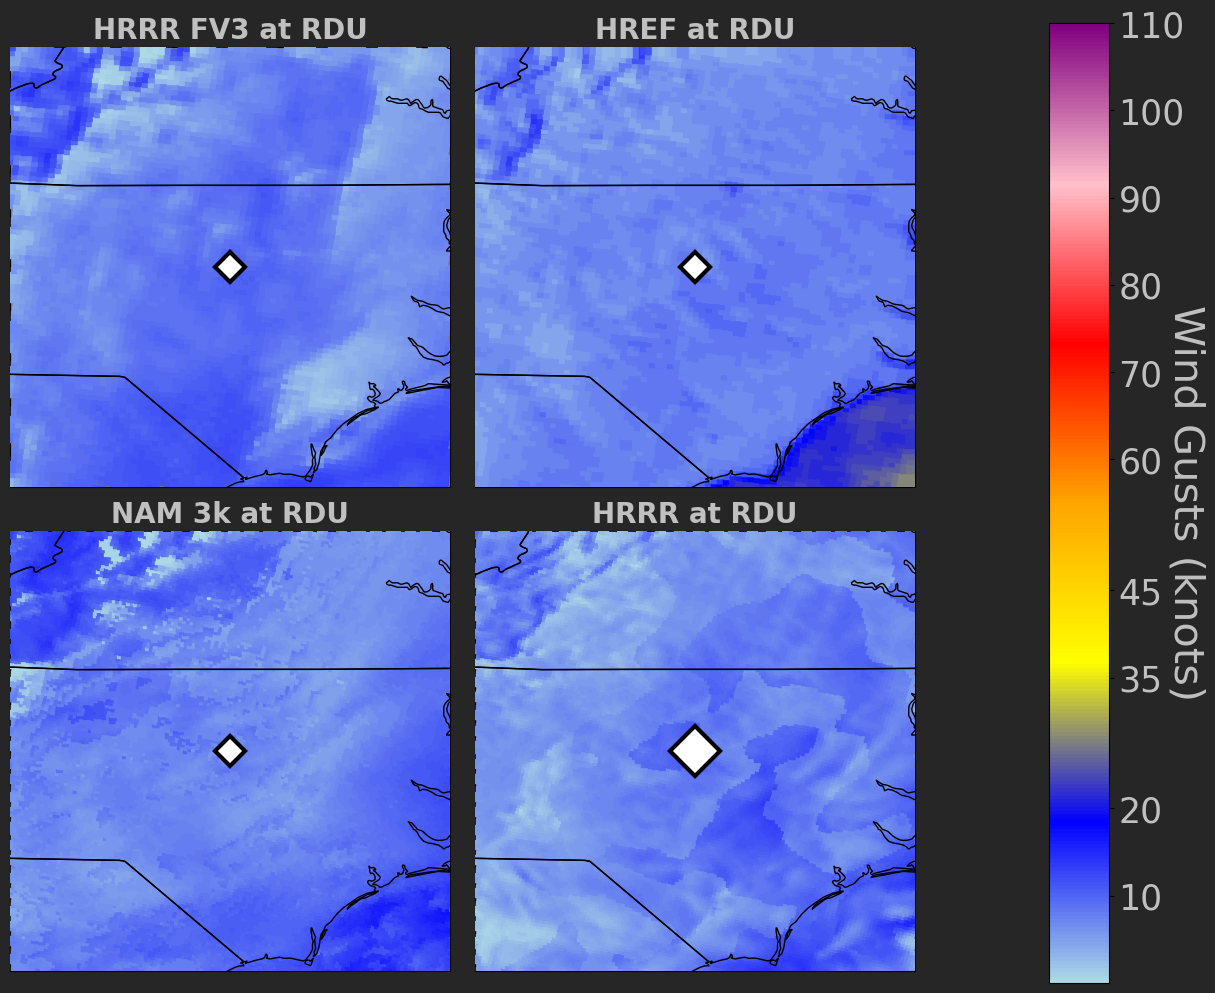 HRRR FV3 at RDU
HREF at RDU
NAM 3k at RDU
HRRR at RDU
110
100
90
80
70
60
45
35
20
10
Wind Gusts (knots)